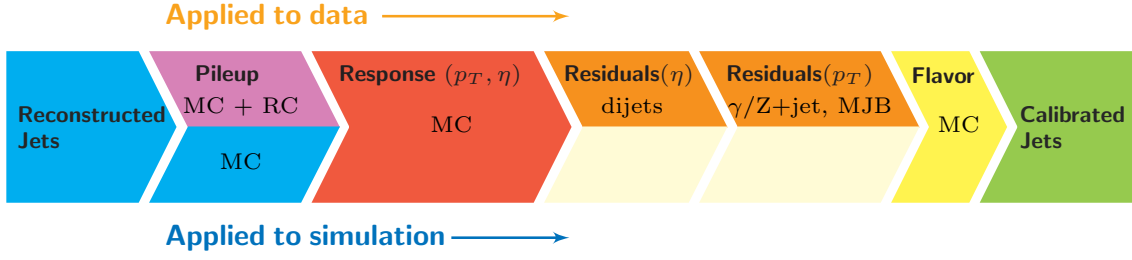 Applied to data
Reconstructed
Jets
Pileup
MC + RC
MC
Response (p_T, η)
MC
Residuals(η)
dijets
Residuals(p_T)
γ/Z+jet, MJB
Flavor
MC
Calibrated
Jets
Applied to simulation